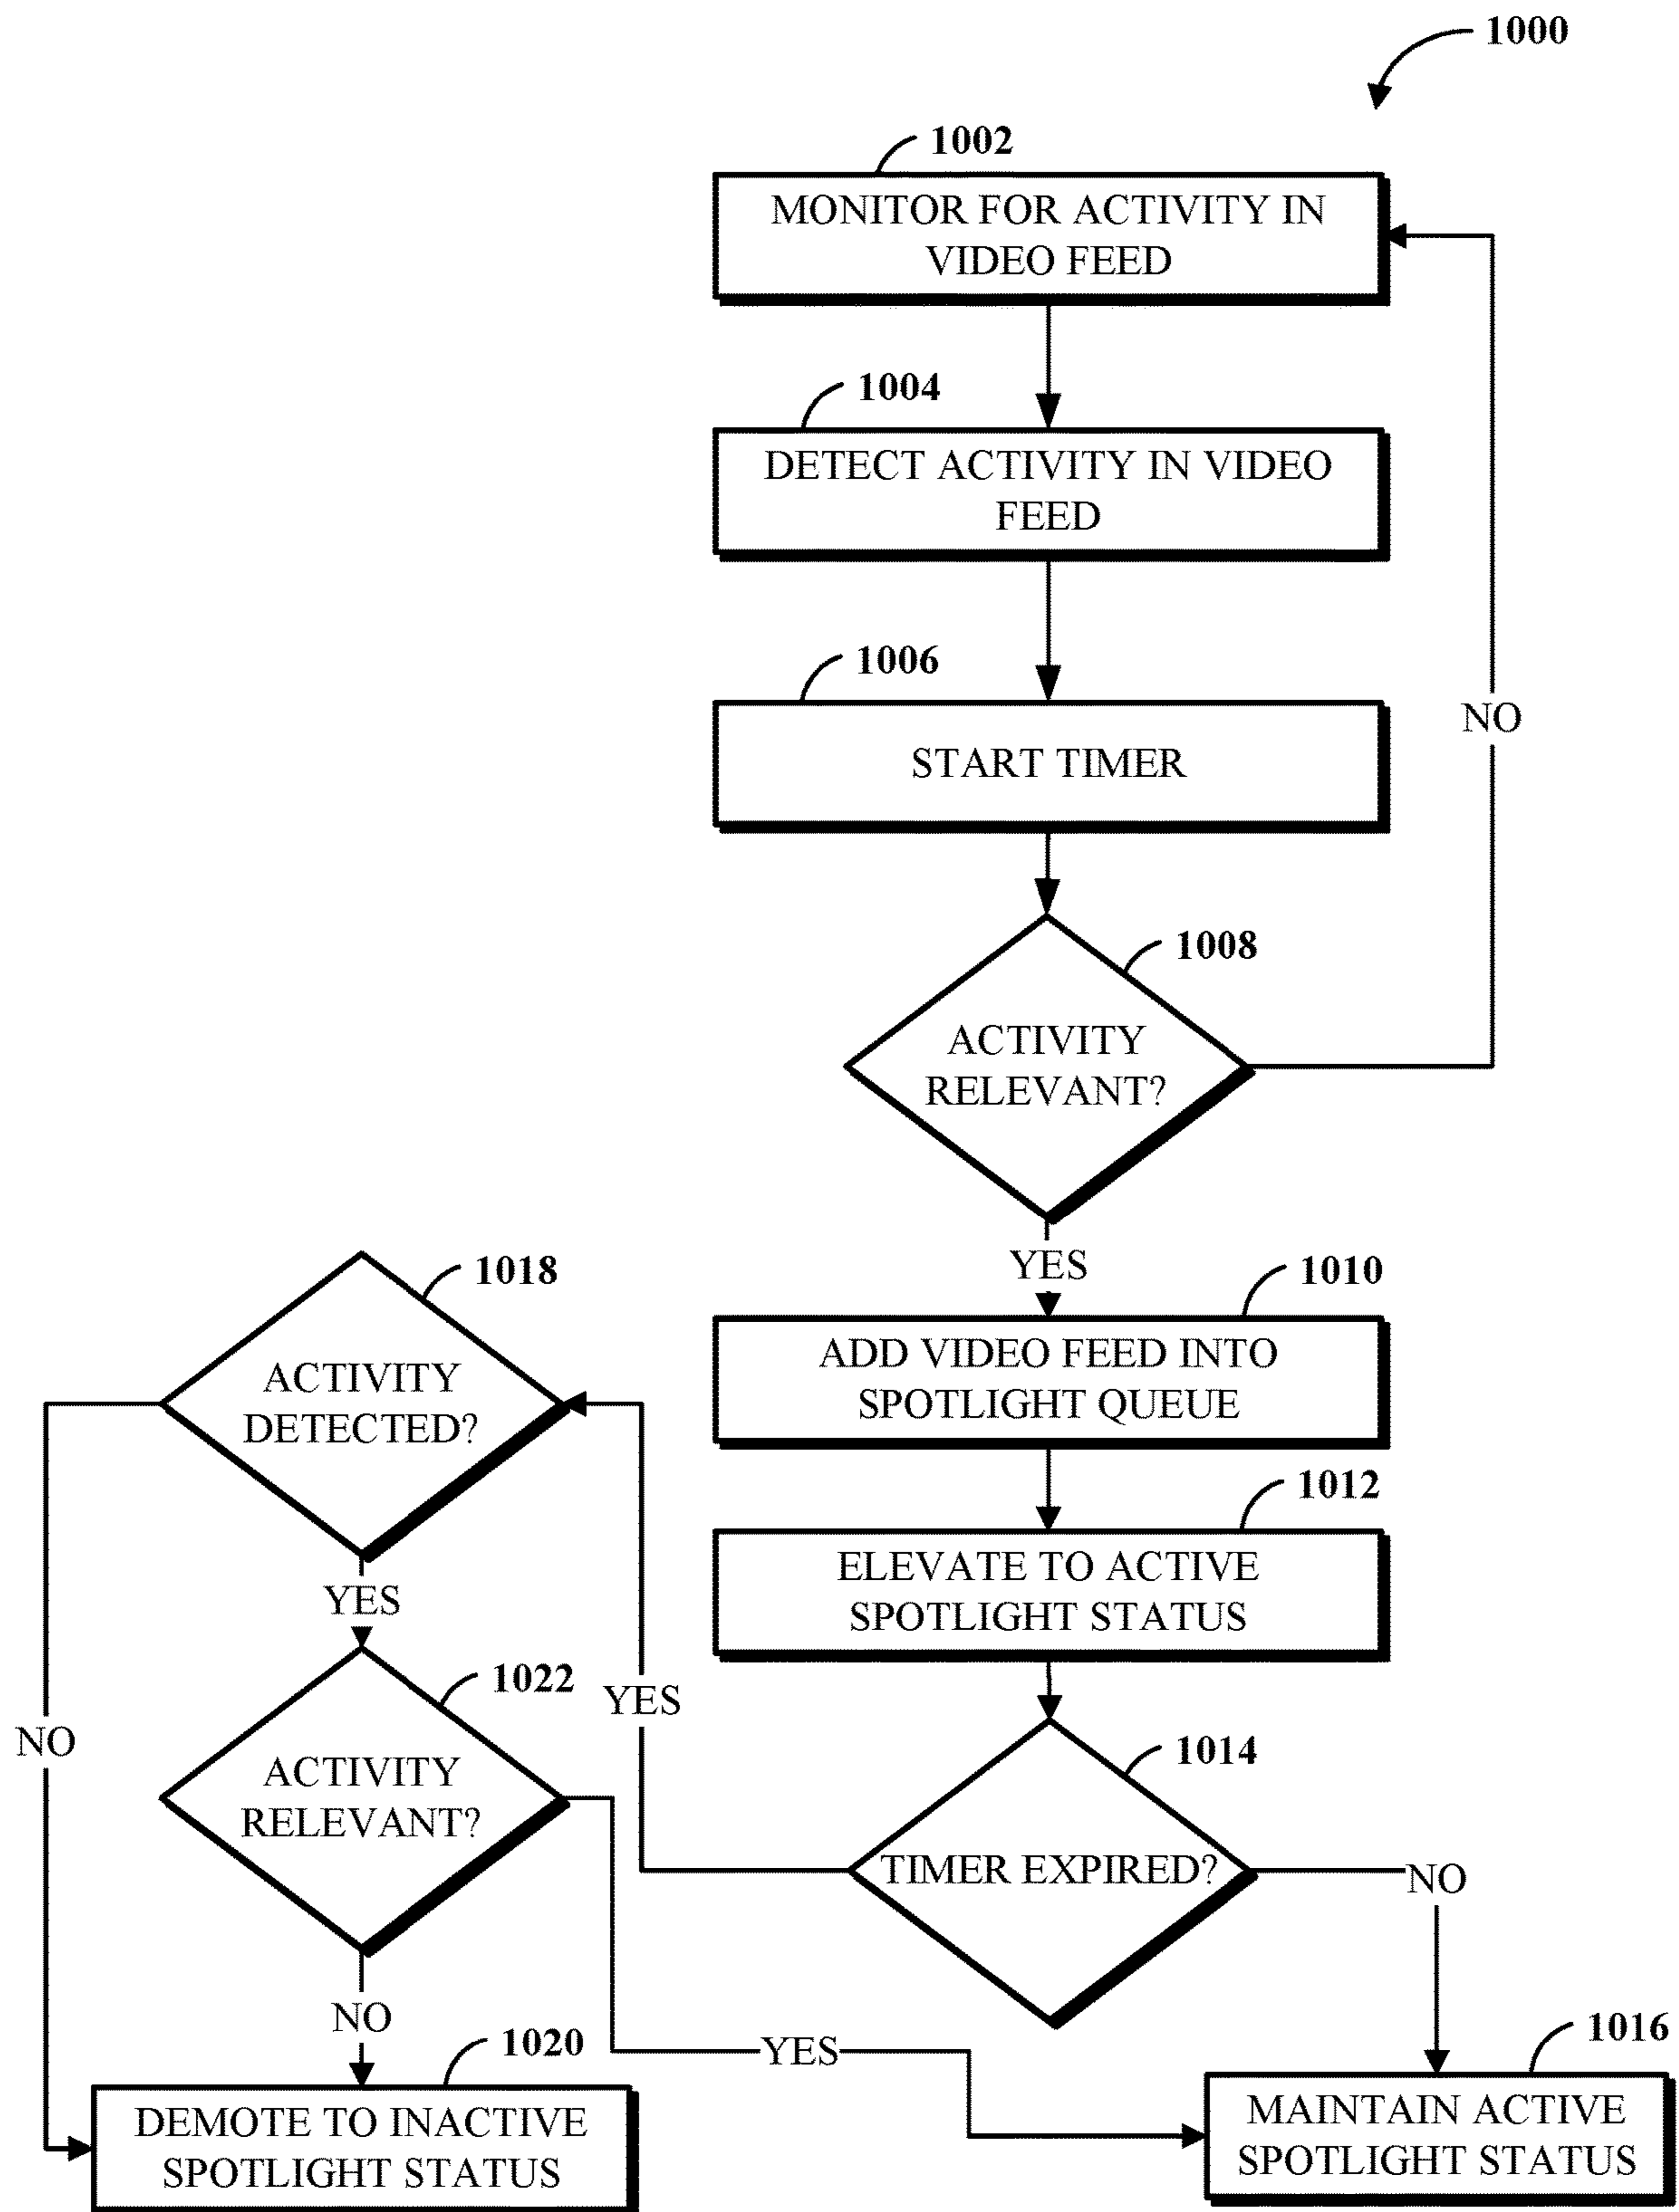 1000
1002
MONITOR FOR ACTIVITY IN
VIDEO FEED
1004
DETECT ACTIVITY IN VIDEO
FEED
1006
START TIMER
NO
1008
ACTIVITY
RELEVANT?
YES
1010
ADD VIDEO FEED INTO
SPOTLIGHT QUEUE
1012
ELEVATE TO ACTIVE
SPOTLIGHT STATUS
1014
TIMER EXPIRED?
NO
YES
1018
ACTIVITY
DETECTED?
YES
NO
1022
ACTIVITY
RELEVANT?
NO
YES
1020
DEMOTE TO INACTIVE
SPOTLIGHT STATUS
1016
MAINTAIN ACTIVE
SPOTLIGHT STATUS